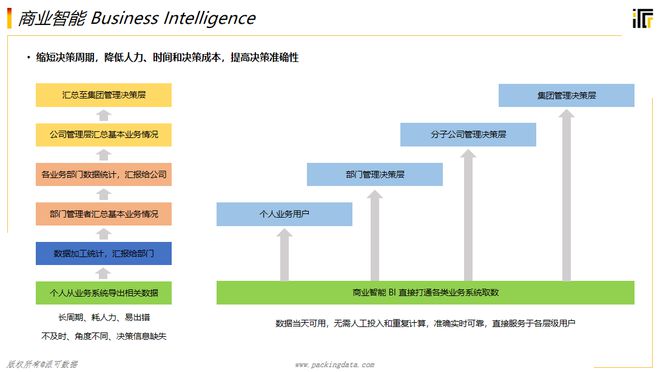 商业智能 Business Intelligence
• 缩短决策周期，降低人力、时间和决策成本，提高决策准确性
汇总至集团管理决策层
公司管理层汇总基本业务情况
各业务部门数据统计，汇报给公司
部门管理者汇总基本业务情况
数据加工统计，汇报给部门
个人从业务系统导出相关数据
长周期、耗人力、易出错
不及时、角度不同、决策信息缺失
集团管理决策层
分子公司管理决策层
部门管理决策层
个人业务用户
商业智能 BI 直接打通各类业务系统取数
数据当天可用，无需人工投入和重复计算，准确实时可靠，直接服务于各层级用户
版权所有@派可数据
www.packingdata.com